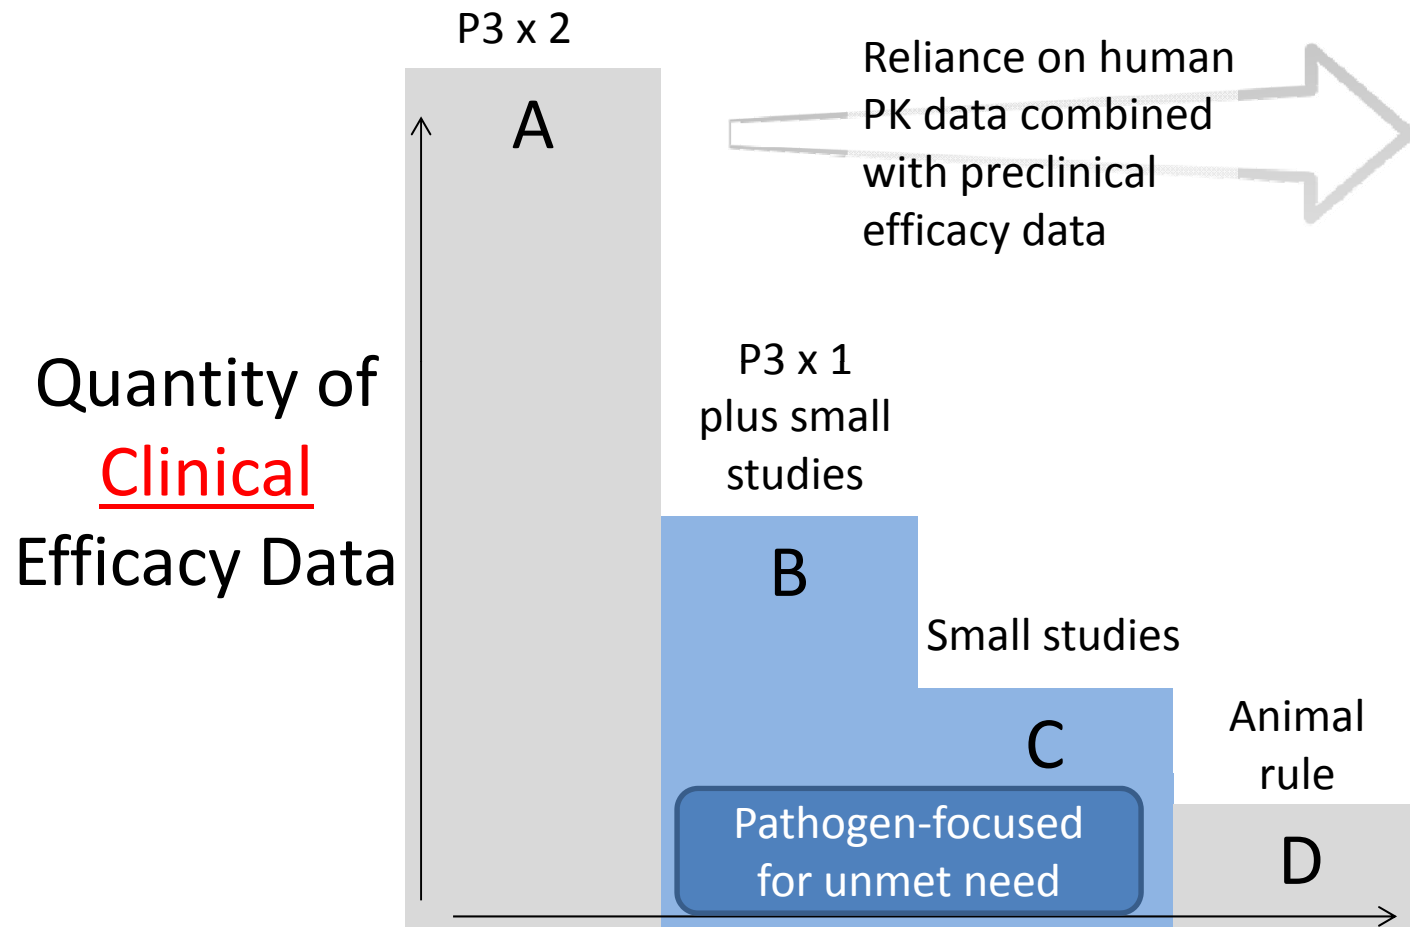 P3 x 2
A
Reliance on human
PK data combined
with preclinical
efficacy data
Quantity of
Clinical
Efficacy Data
P3 x 1
plus small
studies
B
Small studies
C
Animal
rule
D
Pathogen-focused
for unmet need